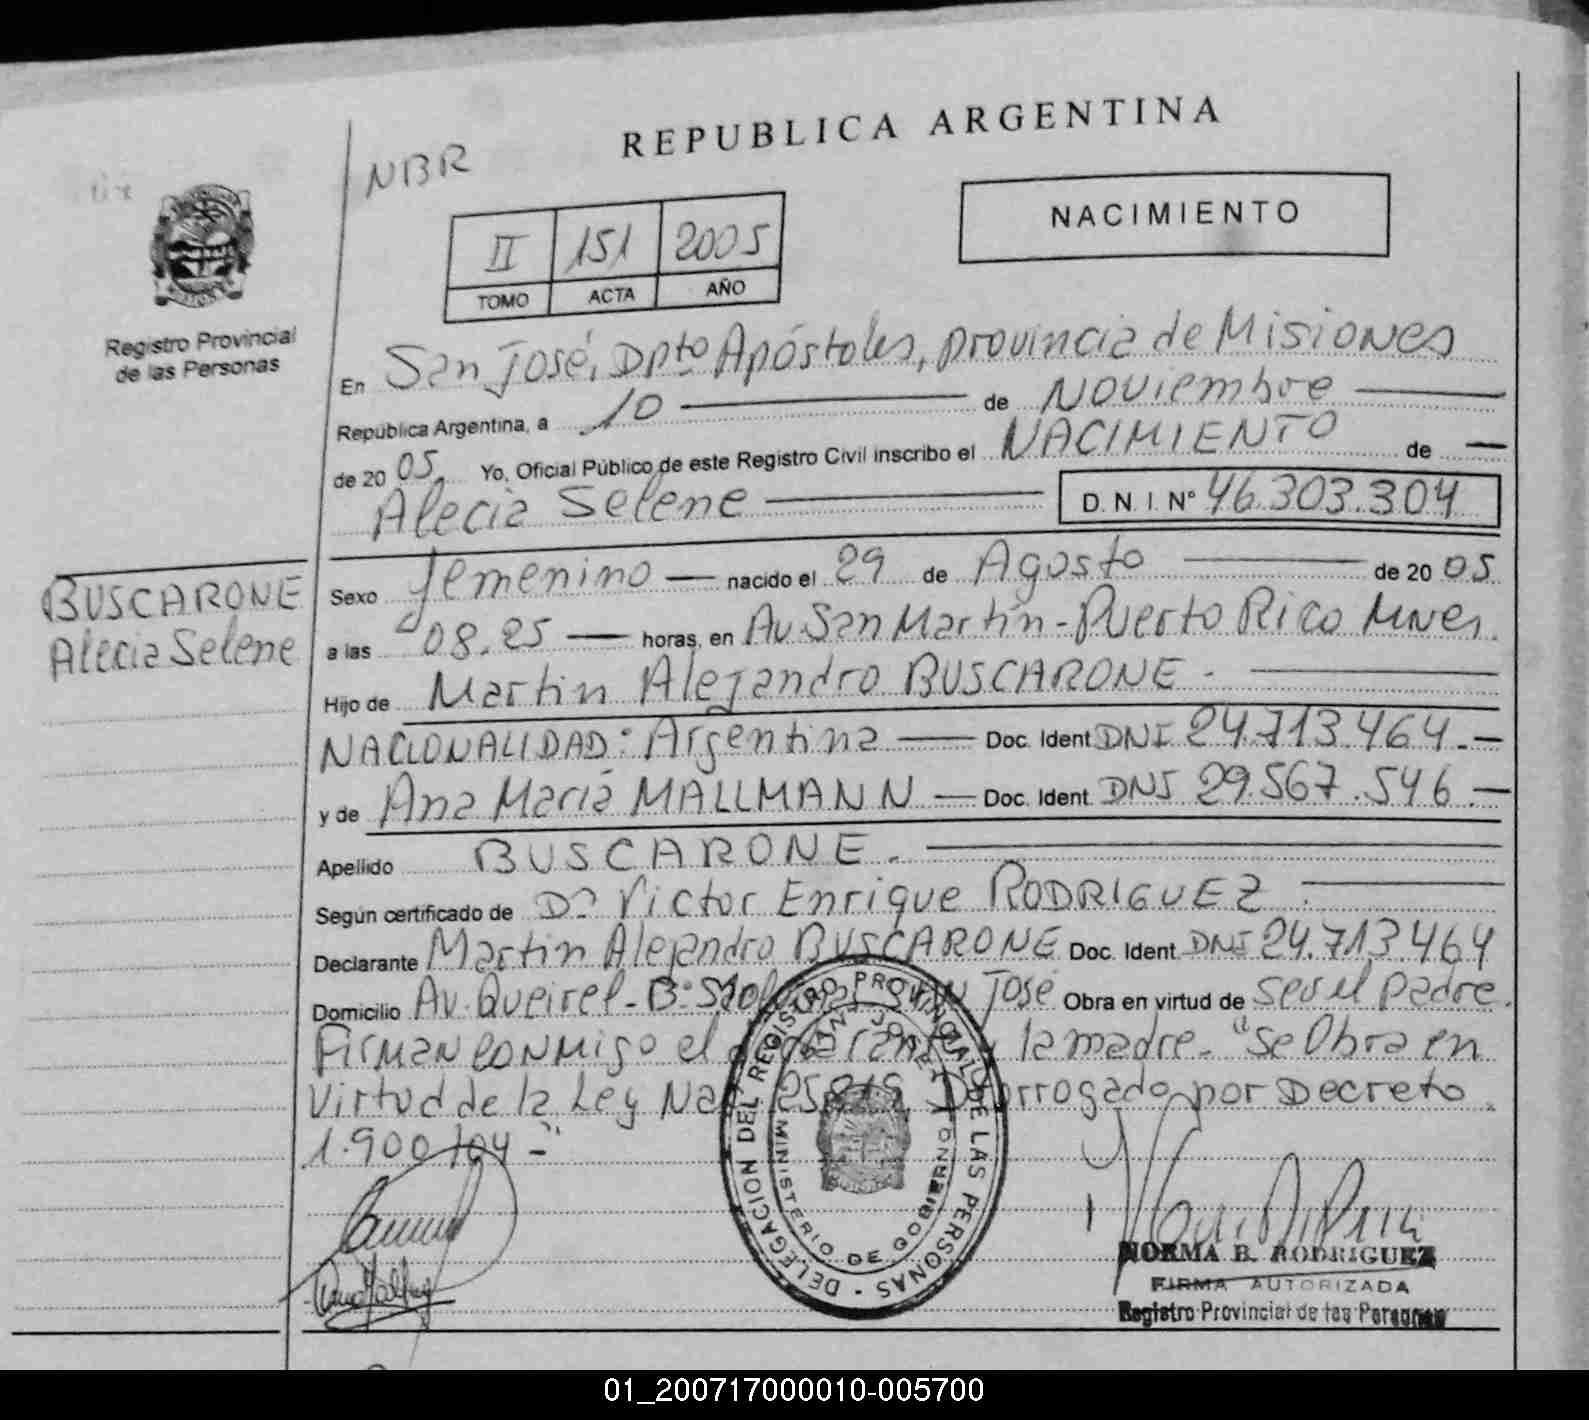 REPUBLICA ARGENTINA
NBR
NACIMIENTO
II 151 2005
TOMO ACTA AÑO
Registro Provincial
de las Personas
En San José, Dpto Apóstoles, provincia de Misiones
República Argentina, a 10 de Noviembre
de 2005. Yo, Oficial Público de este Registro Civil inscribo el NACIMIENTO de
Alecia Selene D.N.I. N° 46.303.304
BUSCARONE
Alecia Selene
Sexo femenino nacido el 29 de Agosto de 2005
a las 08.25 horas, en Av. San Martín - Puerto Rico Mnes.
Hijo de Martin Alejandro BUSCARONE.
NACIONALIDAD: Argentina Doc. Ident. DNI 24.713.464.-
y de Ana María MALLMANN Doc. Ident. DNI 29.567.546.-
Apellido BUSCARONE.
Según certificado de Dr Victor Enrique RODRIGUEZ.
Declarante Martin Alejandro BUSCARONE Doc. Ident. DNI 24.713.464
Domicilio Av. Queirel - B° José Obra en virtud de ser el padre.
Firman conmigo el la madre. "Se Obra en
Virtud de la Ley por Decreto
1.900/04-"
DELEGACION DEL REGISTRO PROVINCIAL DE LAS PERSONAS
SAN JOSE
MINISTERIO DE GOBIERNO
NORMA B. RODRIGUEZ
FIRMA AUTORIZADA
Registro Provincial de las Personas
01_200717000010-005700